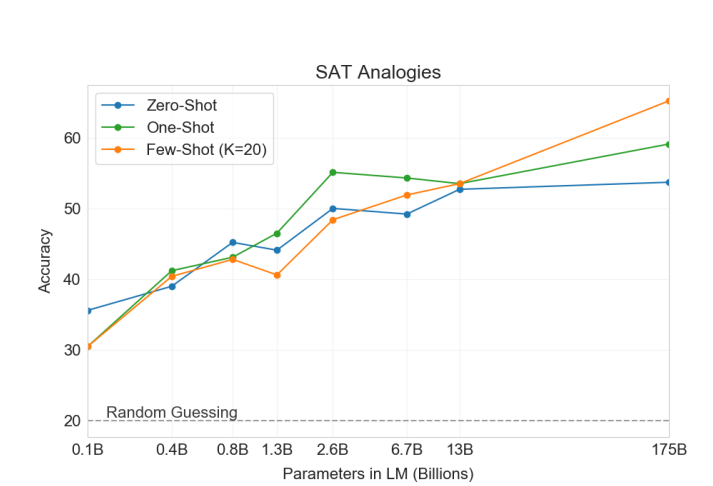 SAT Analogies
Zero-Shot
One-Shot
Few-Shot (K=20)
60
50
40
30
20
Accuracy
Random Guessing
0.1B 0.4B 0.8B 1.3B 2.6B 6.7B 13B 175B
Parameters in LM (Billions)